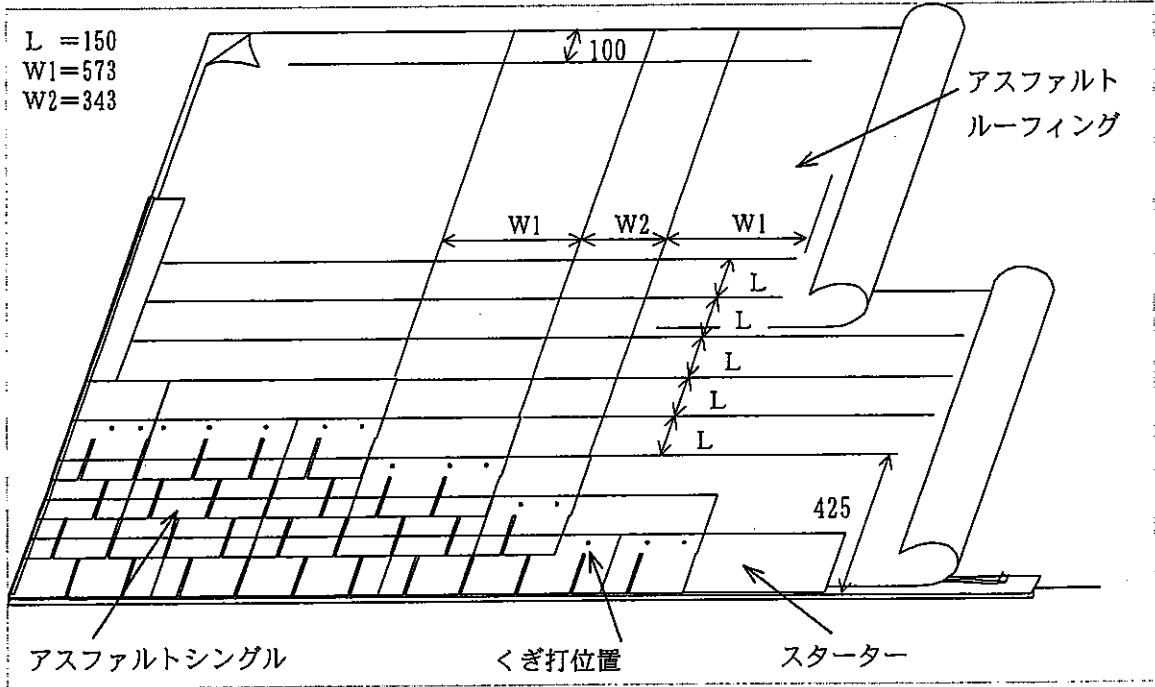 L =150
W1=573
W2=343
100
アスファルト
ルーフィング
W1
W2
W1
L
L
L
L
L
425
アスファルトシングル
くぎ打位置
スターター